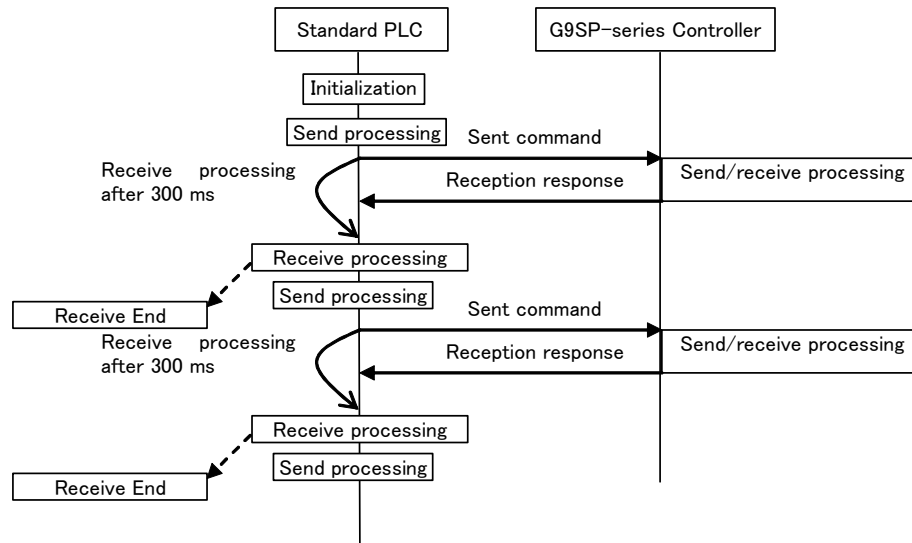 Standard PLC
G9SP-series Controller
Initialization
Send processing
Sent command
Receive processing
after 300 ms
Reception response
Send/receive processing
Receive processing
Send processing
Receive End
Sent command
Receive processing
after 300 ms
Reception response
Send/receive processing
Receive processing
Send processing
Receive End